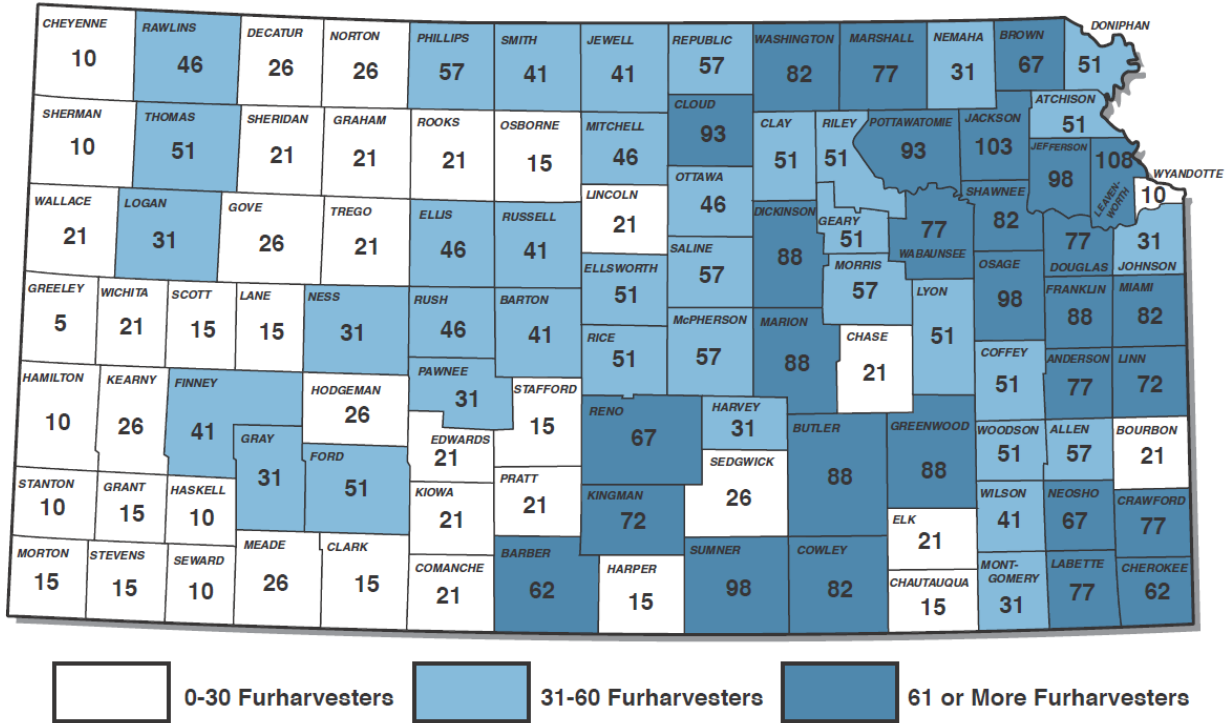 CHEYENNE
10
RAWLINS
46
DECATUR
26
NORTON
26
PHILLIPS
57
SMITH
41
JEWELL
41
REPUBLIC
57
WASHINGTON
82
MARSHALL
77
NEMAHA
31
BROWN
67
DONIPHAN
51
SHERMAN
10
THOMAS
51
SHERIDAN
21
GRAHAM
21
ROOKS
21
OSBORNE
15
MITCHELL
46
CLOUD
93
CLAY
51
RILEY
51
POTTAWATOMIE
93
JACKSON
103
ATCHISON
51
JEFFERSON
98
108
LEAVEN-
WORTH
WYANDOTTE
10
WALLACE
21
LOGAN
31
GOVE
26
TREGO
21
ELLIS
46
RUSSELL
41
LINCOLN
21
OTTAWA
46
SALINE
57
DICKINSON
88
GEARY
51
77
WABAUNSEE
SHAWNEE
82
77
DOUGLAS
31
JOHNSON
GREELEY
5
WICHITA
21
SCOTT
15
LANE
15
NESS
31
RUSH
46
BARTON
41
ELLSWORTH
51
RICE
51
McPHERSON
57
MARION
88
MORRIS
57
CHASE
21
LYON
51
OSAGE
98
FRANKLIN
88
MIAMI
82
HAMILTON
10
KEARNY
26
FINNEY
41
HODGEMAN
26
PAWNEE
31
STAFFORD
15
COFFEY
51
ANDERSON
77
LINN
72
GRAY
31
FORD
51
EDWARDS
21
RENO
67
HARVEY
31
BUTLER
88
GREENWOOD
88
WOODSON
51
ALLEN
57
BOURBON
21
STANTON
10
GRANT
15
HASKELL
10
KIOWA
21
PRATT
21
KINGMAN
72
SEDGWICK
26
ELK
21
WILSON
41
NEOSHO
67
CRAWFORD
77
MORTON
15
STEVENS
15
SEWARD
10
MEADE
26
CLARK
15
COMANCHE
21
BARBER
62
HARPER
15
SUMNER
98
COWLEY
82
CHAUTAUQUA
15
MONT-
GOMERY
31
LABETTE
77
CHEROKEE
62
0-30 Furharvesters
31-60 Furharvesters
61 or More Furharvesters